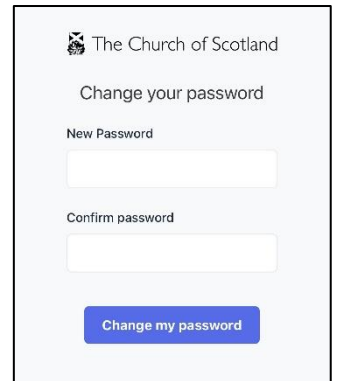 The Church of Scotland
Change your password
New Password
Confirm password
Change my password